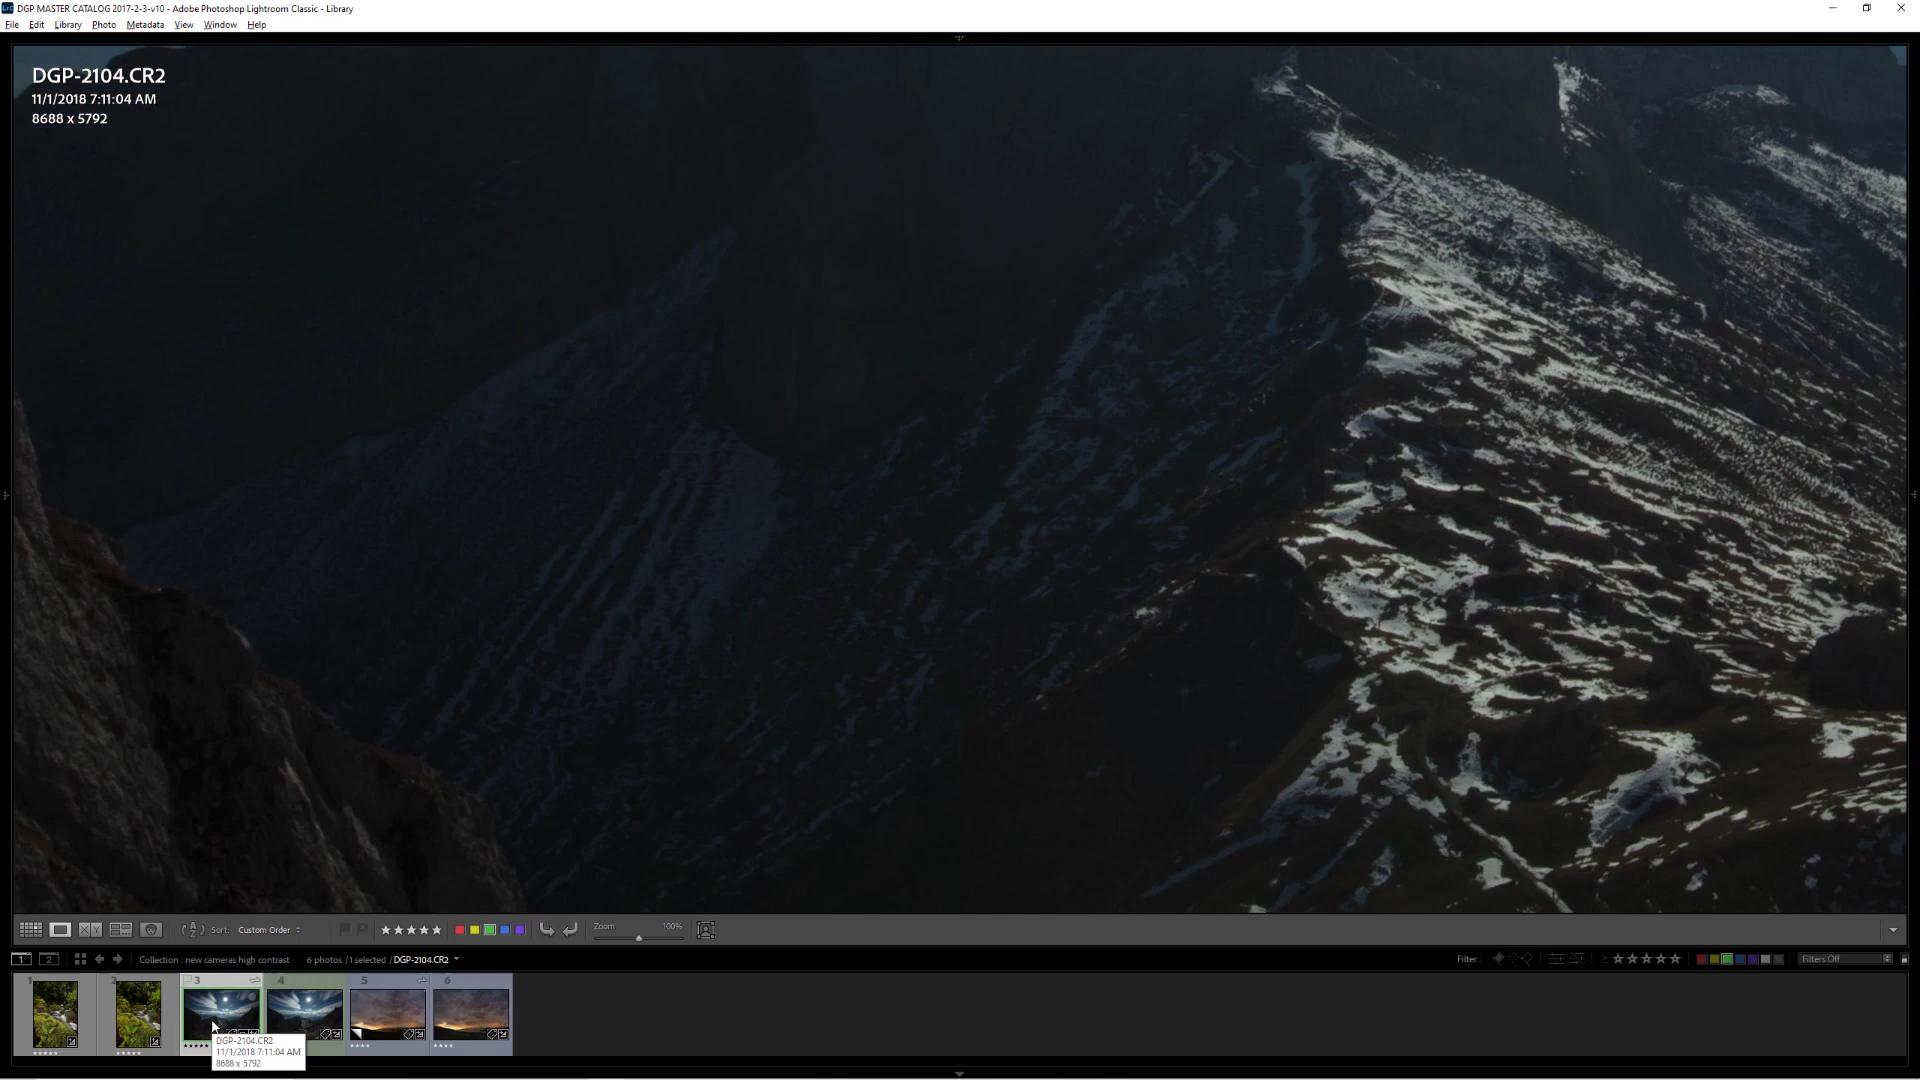 DGP MASTER CATALOG 2017-2-3-v10 - Adobe Photoshop Lightroom Classic - Library
File Edit Library Photo Metadata View Window Help
DGP-2104.CR2
11/1/2018 7:11:04 AM
8688 x 5792
Sort: Custom Order
Zoom 100%
1 2 Collection : new cameras high contrast 6 photos / 1 selected / DGP-2104.CR2
Filter : Filters Off
1 2 3 4 5 6
DGP-2104.CR2
11/1/2018 7:11:04 AM
8688 x 5792